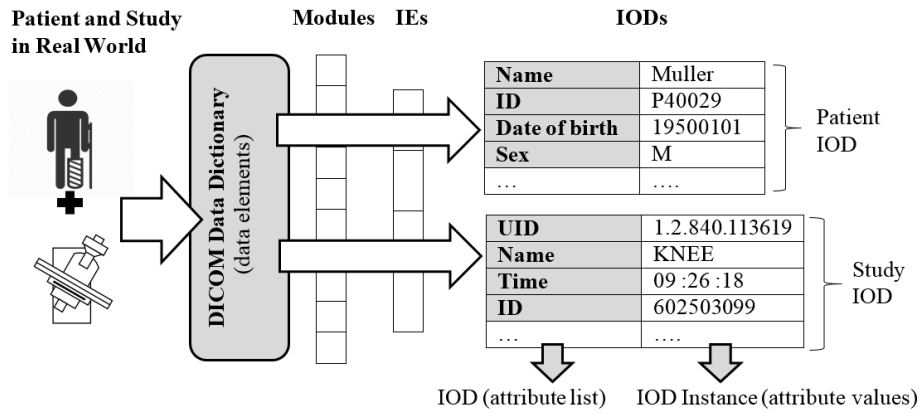 Patient and Study
in Real World
Modules
IEs
IODs
DICOM Data Dictionary
(data elements)
Name Muller
ID P40029
Date of birth 19500101
Sex M
… ….
Patient
IOD
UID 1.2.840.113619
Name KNEE
Time 09 :26 :18
ID 602503099
… ….
Study
IOD
IOD (attribute list)
IOD Instance (attribute values)